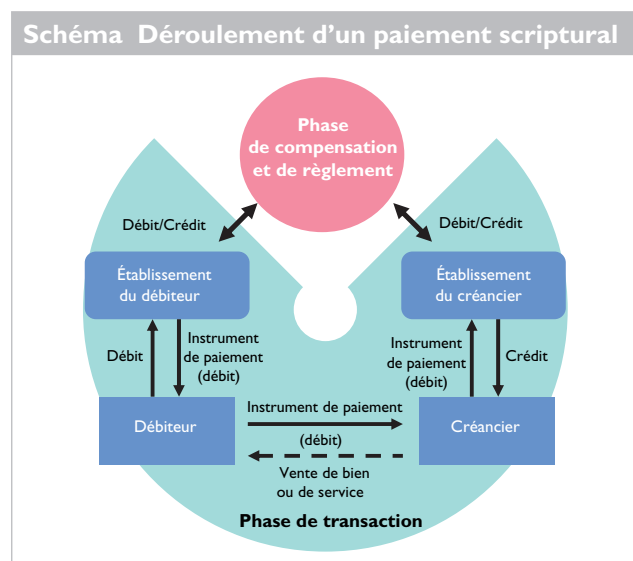 Schéma Déroulement d'un paiement scriptural
Phase
de compensation
et de règlement
Débit/Crédit
Débit/Crédit
Établissement
du débiteur
Établissement
du créancier
Débit
Instrument
de paiement
(débit)
Instrument
de paiement
(débit)
Crédit
Débiteur
Instrument de paiement
(débit)
Créancier
Vente de bien
ou de service
Phase de transaction